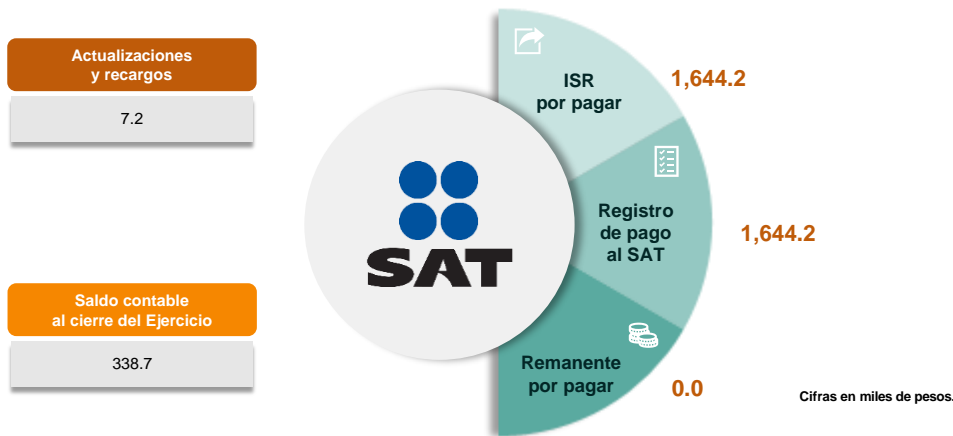 Actualizaciones
y recargos
7.2
Saldo contable
al cierre del Ejercicio
338.7
SAT
ISR
por pagar
1,644.2
Registro
de pago
al SAT
1,644.2
Remanente
por pagar
0.0
Cifras en miles de pesos.